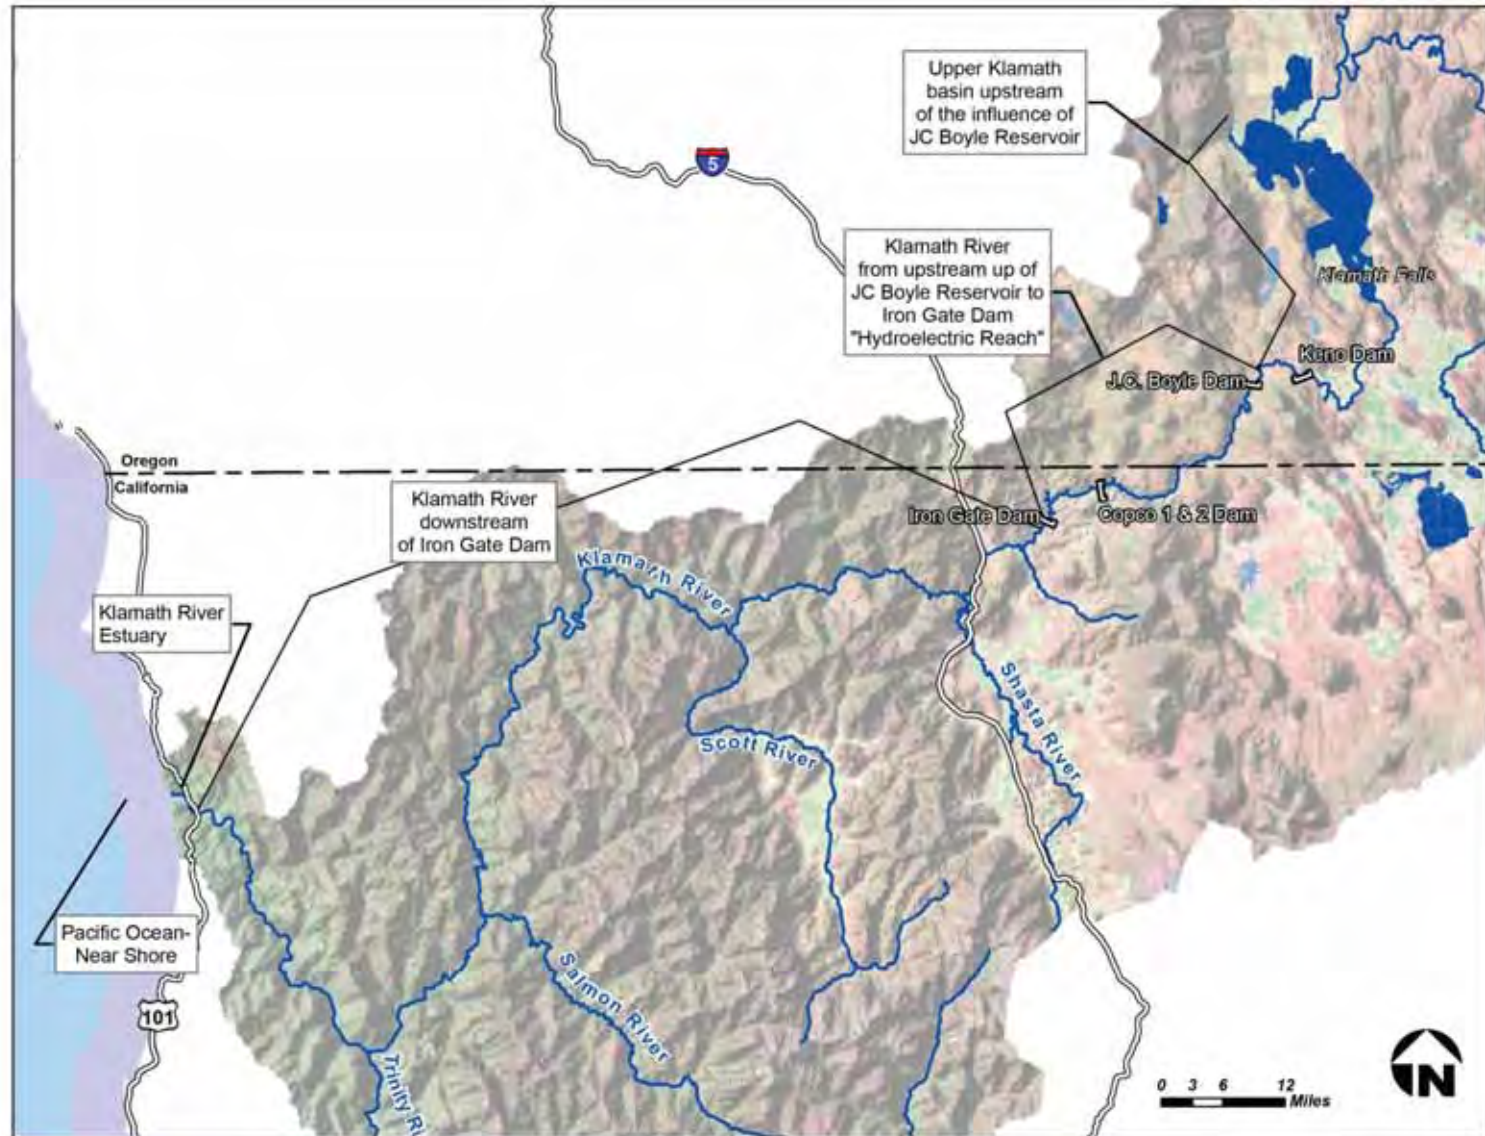 Upper Klamath
basin upstream
of the influence of
JC Boyle Reservoir
5
Klamath River
from upstream up of
JC Boyle Reservoir to
Iron Gate Dam
"Hydroelectric Reach"
Klamath Falls
Keno Dam
J.C. Boyle Dam
Oregon
California
Klamath River
downstream
of Iron Gate Dam
Iron Gate Dam
Copco 1 & 2 Dam
Klamath River
Klamath River
Estuary
Shasta River
Scott River
Pacific Ocean-
Near Shore
Salmon River
101
Trinity Ri
0 3 6 12
Miles
N